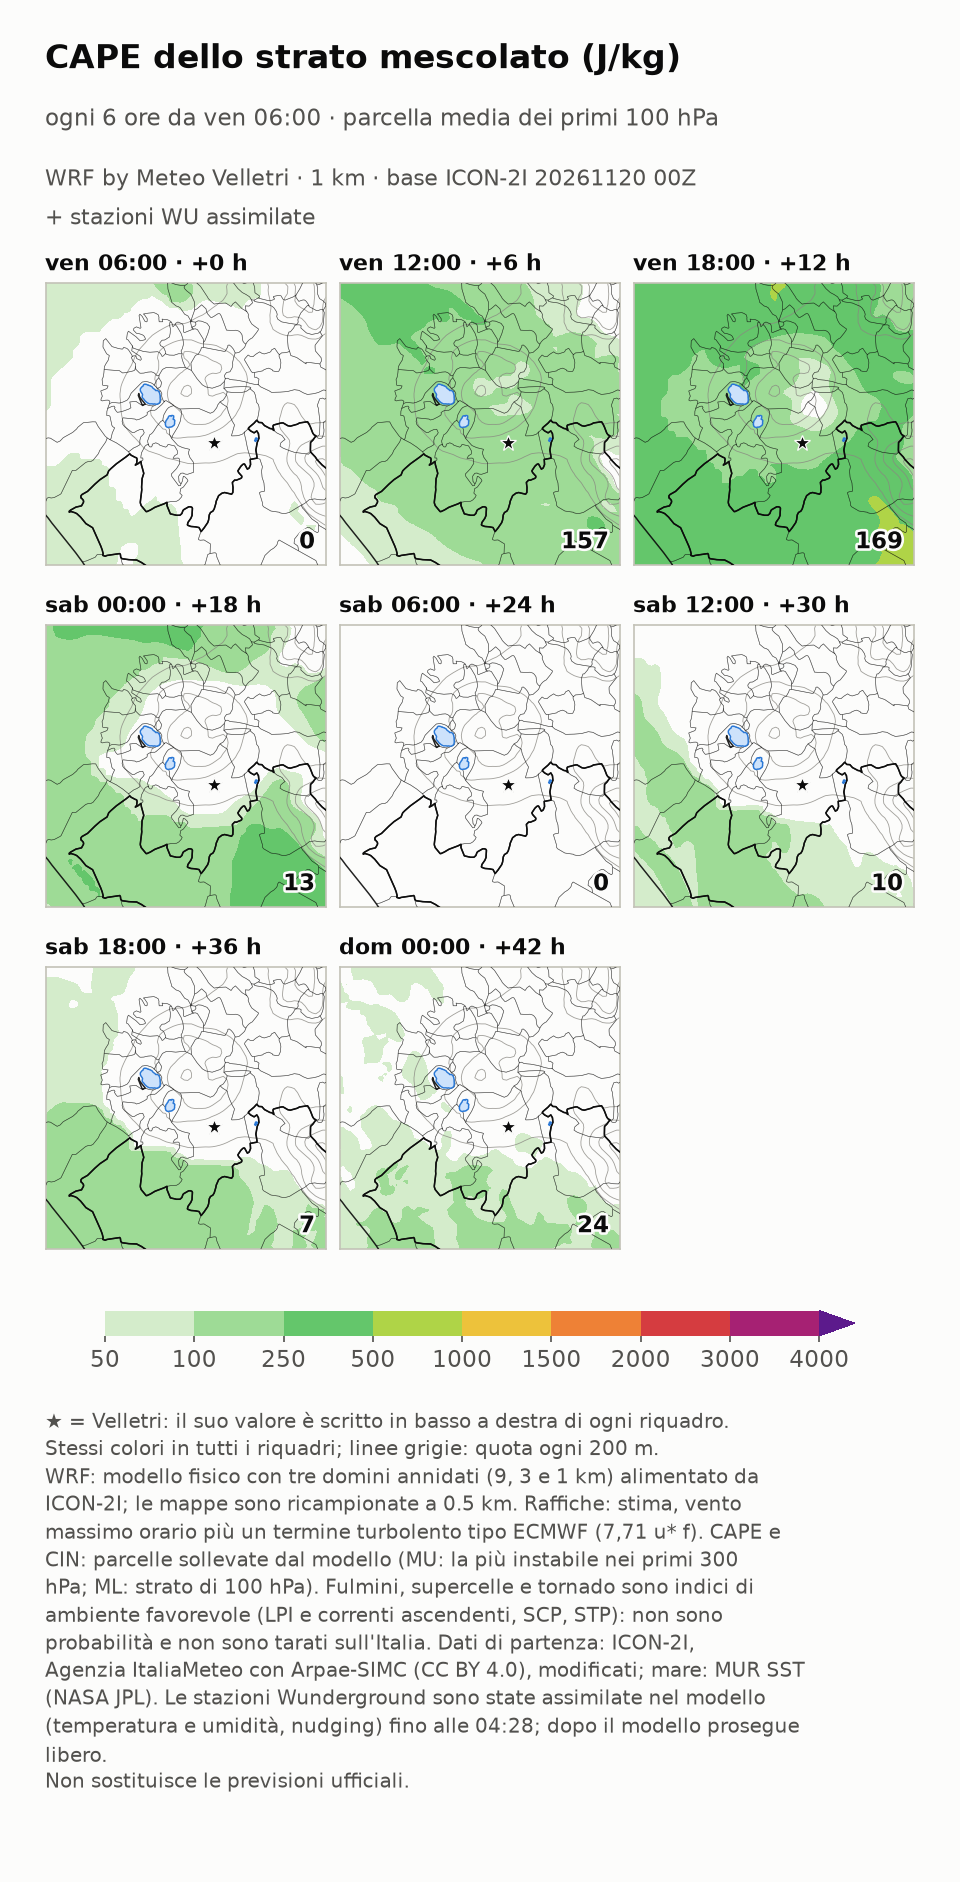 CAPE dello strato mescolato (J/kg)
ogni 6 ore da ven 06:00 · parcella media dei primi 100 hPa
WRF by Meteo Velletri · 1 km · base ICON-2I 20261120 00Z
+ stazioni WU assimilate
ven 06:00 · +0 h
ven 12:00 · +6 h
ven 18:00 · +12 h
0
157
169
sab 00:00 · +18 h
sab 06:00 · +24 h
sab 12:00 · +30 h
13
0
10
sab 18:00 · +36 h
dom 00:00 · +42 h
7
24
50 100 250 500 1000 1500 2000 3000 4000
★ = Velletri: il suo valore è scritto in basso a destra di ogni riquadro.
Stessi colori in tutti i riquadri; linee grigie: quota ogni 200 m.
WRF: modello fisico con tre domini annidati (9, 3 e 1 km) alimentato da
ICON-2I; le mappe sono ricampionate a 0.5 km. Raffiche: stima, vento
massimo orario più un termine turbolento tipo ECMWF (7,71 u* f). CAPE e
CIN: parcelle sollevate dal modello (MU: la più instabile nei primi 300
hPa; ML: strato di 100 hPa). Fulmini, supercelle e tornado sono indici di
ambiente favorevole (LPI e correnti ascendenti, SCP, STP): non sono
probabilità e non sono tarati sull'Italia. Dati di partenza: ICON-2I,
Agenzia ItaliaMeteo con Arpae-SIMC (CC BY 4.0), modificati; mare: MUR SST
(NASA JPL). Le stazioni Wunderground sono state assimilate nel modello
(temperatura e umidità, nudging) fino alle 04:28; dopo il modello prosegue
libero.
Non sostituisce le previsioni ufficiali.